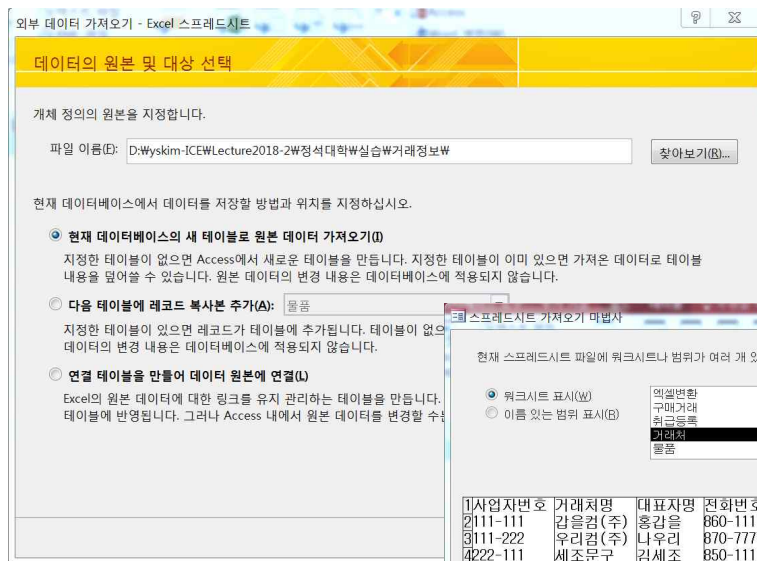 외부 데이터 가져오기 - Excel 스프레드시트
데이터의 원본 및 대상 선택
개체 정의의 원본을 지정합니다.
파일 이름(F): D:₩yskim-ICE₩Lecture2018-2₩정석대학₩실습₩거래정보₩ 찾아보기(R)...
현재 데이터베이스에서 데이터를 저장할 방법과 위치를 지정하십시오.
현재 데이터베이스의 새 테이블로 원본 데이터 가져오기(I)
지정한 테이블이 없으면 Access에서 새로운 테이블을 만듭니다. 지정한 테이블이 이미 있으면 가져온 데이터로 테이블
내용을 덮어쓸 수 있습니다. 원본 데이터의 변경 내용은 데이터베이스에 적용되지 않습니다.
다음 테이블에 레코드 복사본 추가(A): 물품
지정한 테이블이 있으면 레코드가 테이블에 추가됩니다. 테이블이 없으
데이터의 변경 내용은 데이터베이스에 적용되지 않습니다.
연결 테이블을 만들어 데이터 원본에 연결(L)
Excel의 원본 데이터에 대한 링크를 유지 관리하는 테이블을 만듭니다.
테이블에 반영됩니다. 그러나 Access 내에서 원본 데이터를 변경할 수는
스프레드시트 가져오기 마법사
현재 스프레드시트 파일에 워크시트나 범위가 여러 개 있
워크시트 표시(W)
이름 있는 범위 표시(R)
엑셀변환
구매거래
취급등록
거래처
물품
1 사업자번호 거래처명 대표자명 전화번호
2 111-111 갑을컴(주) 홍갑을 860-111
3 111-222 우리컴(주) 나우리 870-777
4 222-111 세조문구 김세조 850-111